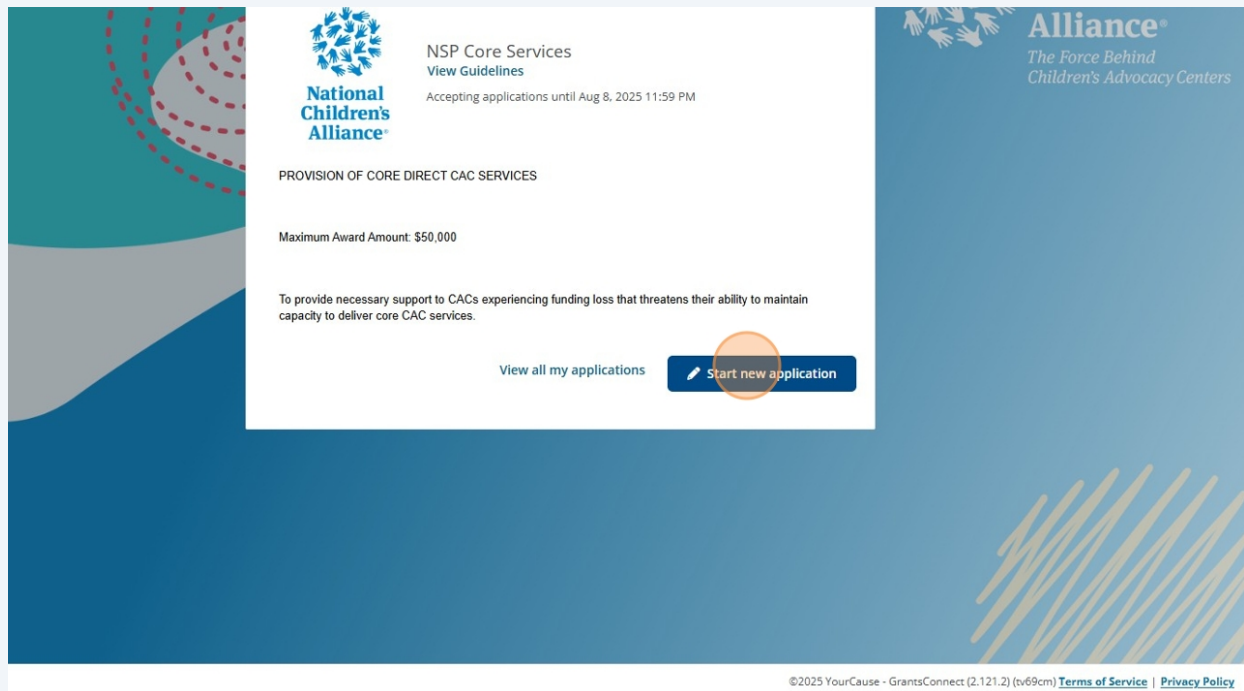 National
Children's
Alliance®
NSP Core Services
View Guidelines
Accepting applications until Aug 8, 2025 11:59 PM
Alliance®
The Force Behind
Children's Advocacy Centers
PROVISION OF CORE DIRECT CAC SERVICES
Maximum Award Amount: $50,000
To provide necessary support to CACs experiencing funding loss that threatens their ability to maintain
capacity to deliver core CAC services.
View all my applications
Start new application
©2025 YourCause - GrantsConnect (2.121.2) (tv69cm) Terms of Service | Privacy Policy